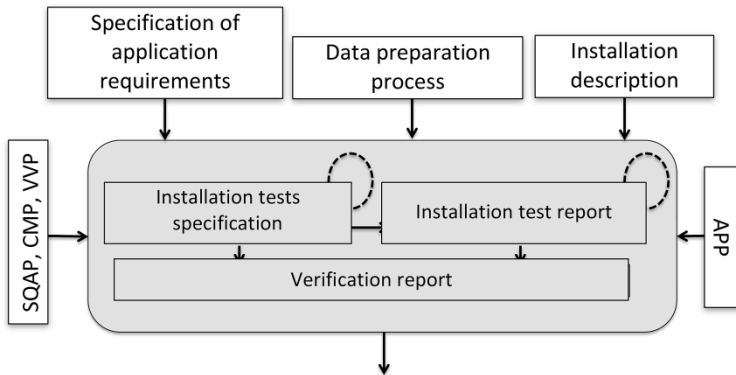 Specification of
application
requirements
Data preparation
process
Installation
description
SQAP, CMP, VVP
Installation tests
specification
Installation test report
APP
Verification report